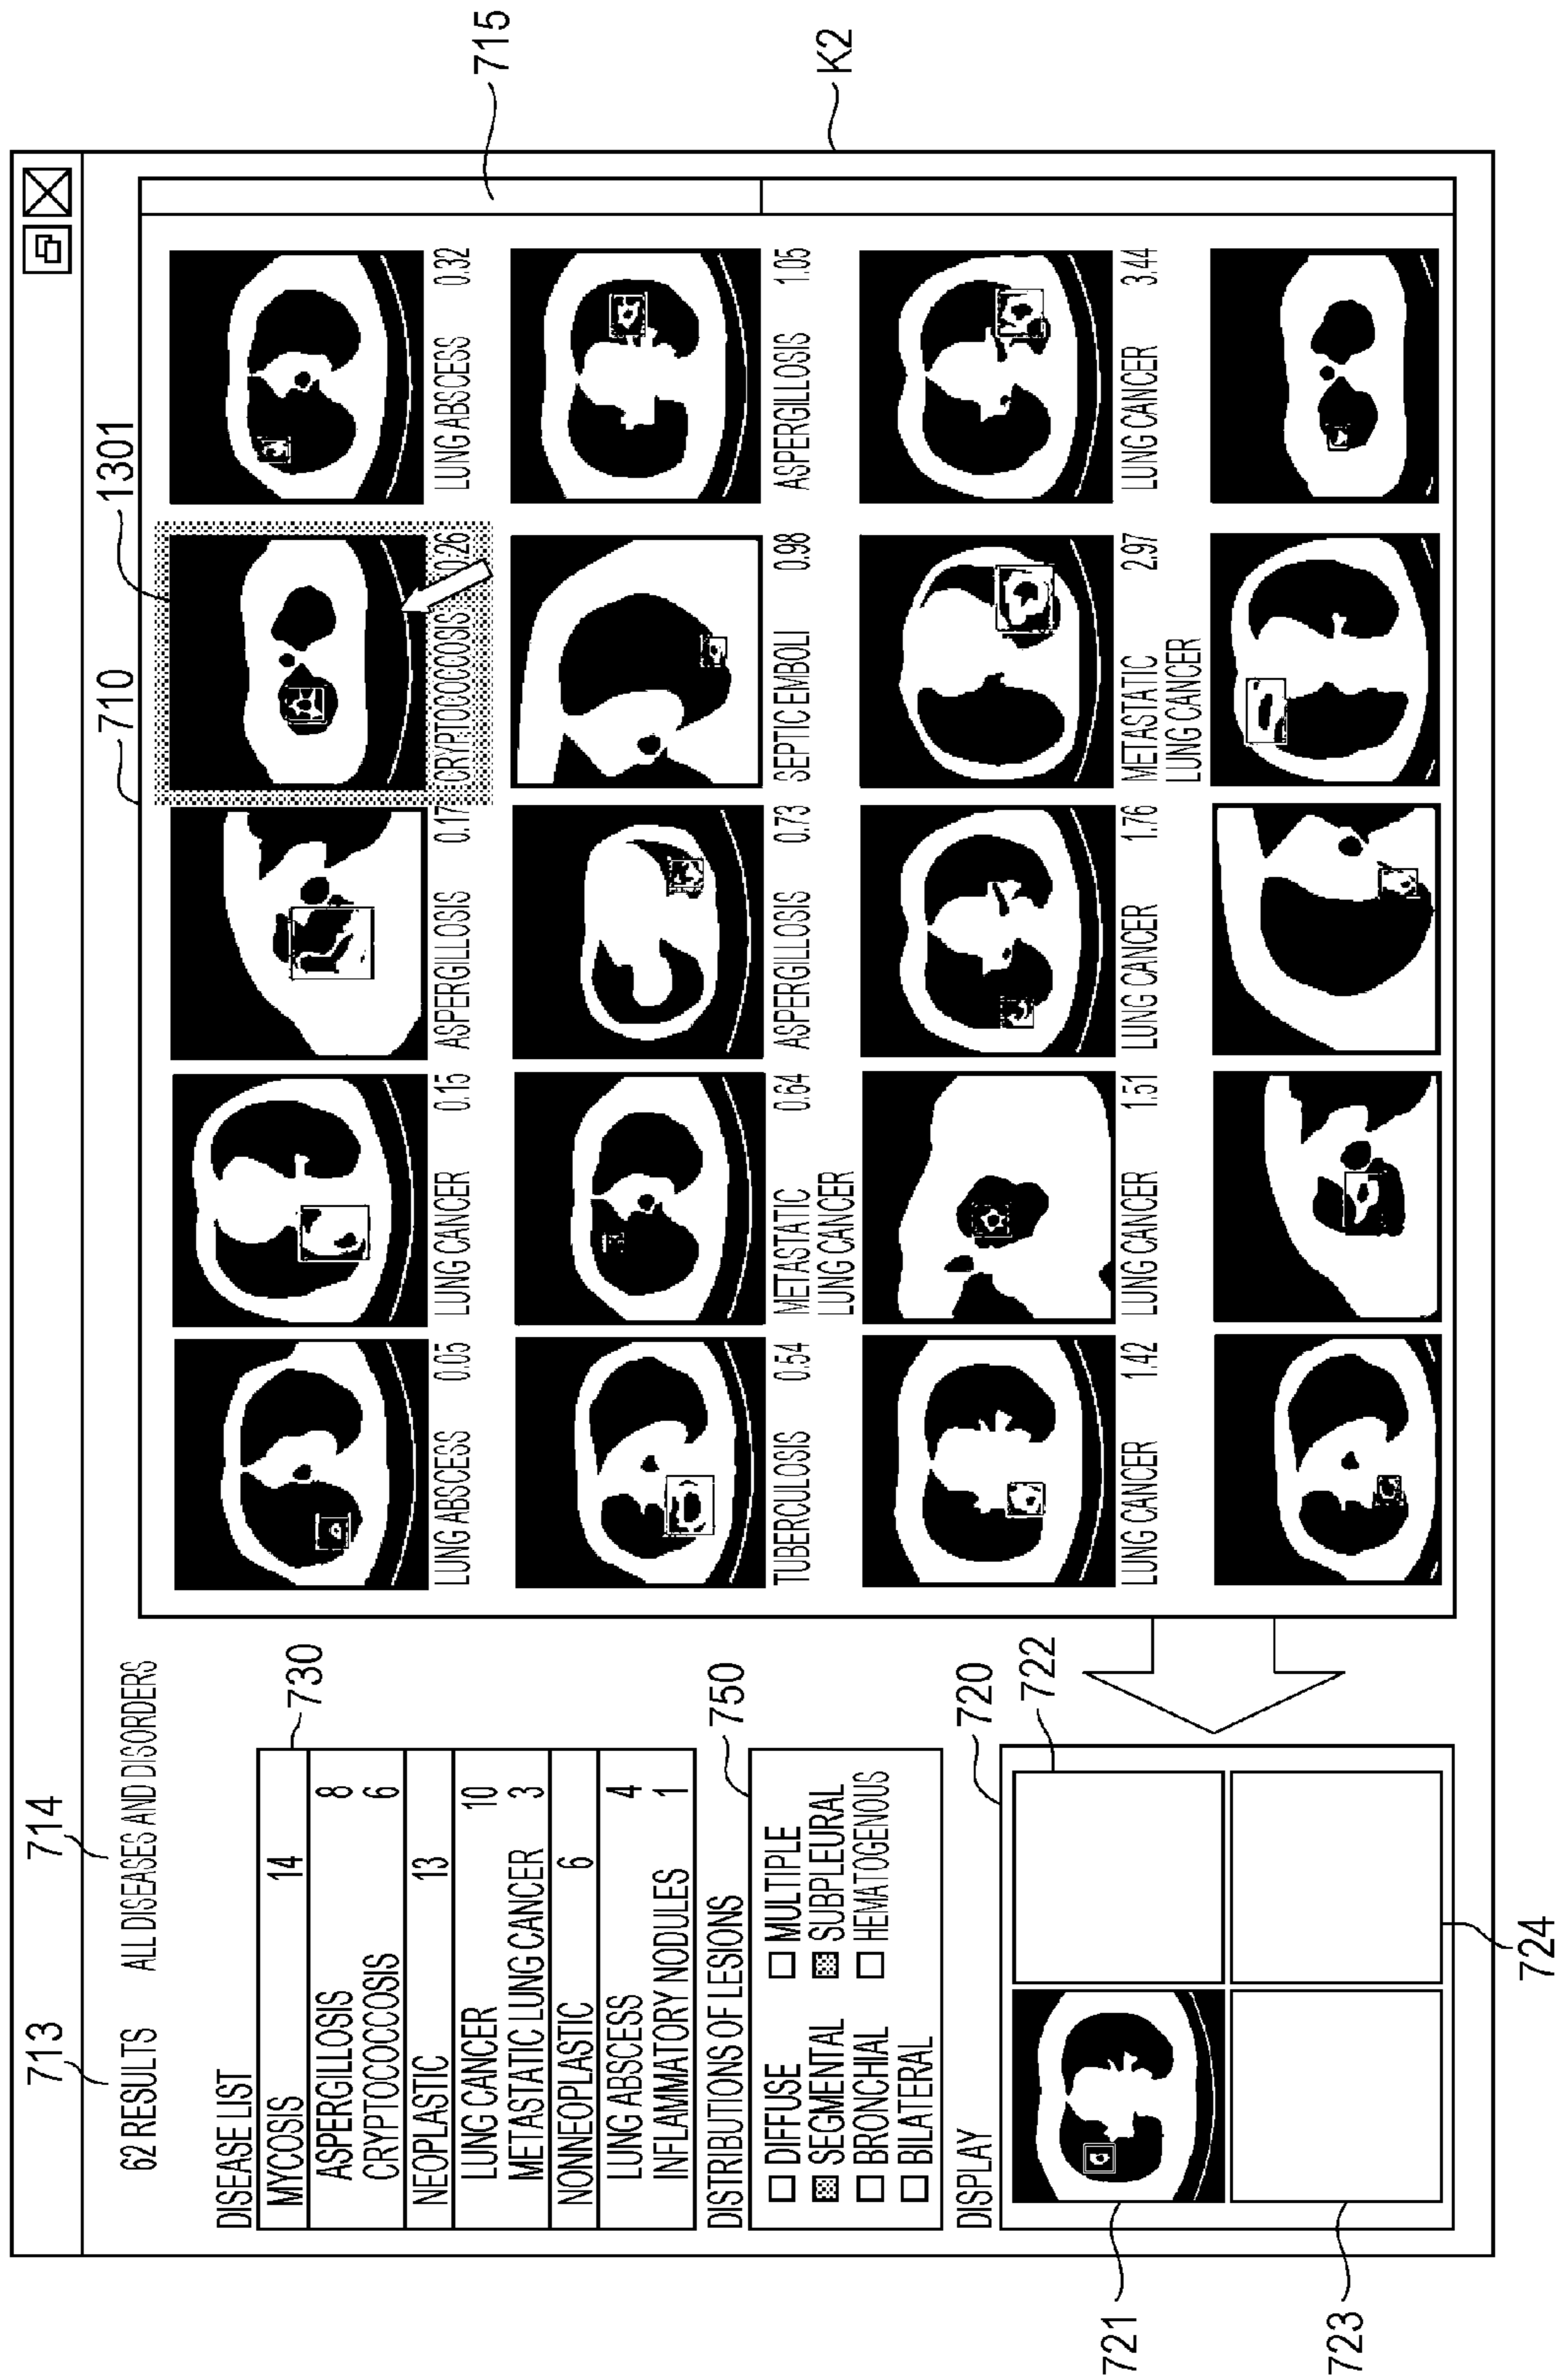 713
714
62 RESULTS ALL DISEASES AND DISORDERS
710
1301
715
K2
DISEASE LIST
730
MYCOSIS 14
ASPERGILLOSIS 8
CRYPTOCOCCOSIS 6
NEOPLASTIC 13
LUNG CANCER 10
METASTATIC LUNG CANCER 3
NONNEOPLASTIC 6
LUNG ABSCESS 4
INFLAMMATORY NODULES 1
DISTRIBUTIONS OF LESIONS
750
DIFFUSE MULTIPLE
SEGMENTAL SUBPLEURAL
BRONCHIAL HEMATOGENOUS
BILATERAL
DISPLAY
720
722
721
723
724
LUNG ABSCESS 0.05
LUNG CANCER 0.15
ASPERGILLOSIS 0.17
CRYPTOCOCCOSIS 0.26
LUNG ABSCESS 0.32
TUBERCULOSIS 0.54
METASTATIC 0.64
LUNG CANCER
ASPERGILLOSIS 0.73
SEPTIC EMBOLI 0.98
ASPERGILLOSIS 1.05
LUNG CANCER 1.42
LUNG CANCER 1.51
LUNG CANCER 1.76
METASTATIC 2.97
LUNG CANCER
LUNG CANCER 3.44